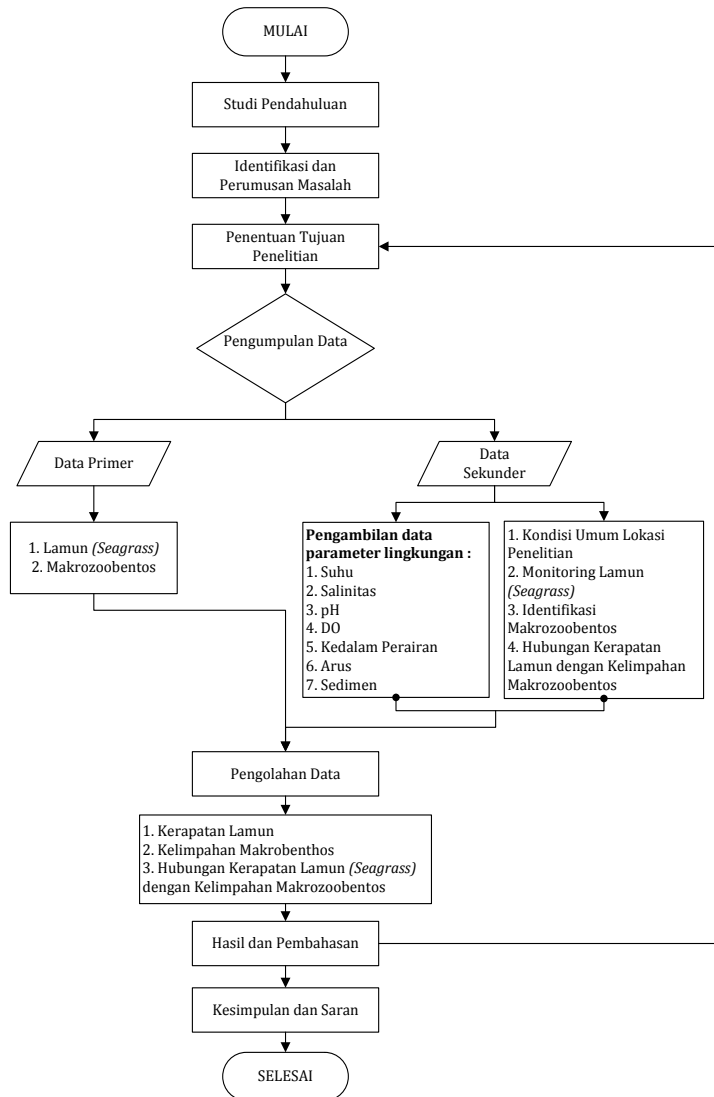 MULAI
Studi Pendahuluan
Identifikasi dan
Perumusan Masalah
Penentuan Tujuan
Penelitian
Pengumpulan Data
Data Primer
Data
Sekunder
1. Lamun (Seagrass)
2. Makrozoobentos
Pengambilan data
parameter lingkungan :
1. Suhu
2. Salinitas
3. pH
4. DO
5. Kedalam Perairan
6. Arus
7. Sedimen
1. Kondisi Umum Lokasi
Penelitian
2. Monitoring Lamun
(Seagrass)
3. Identifikasi
Makrozoobentos
4. Hubungan Kerapatan
Lamun dengan Kelimpahan
Makrozoobentos
Pengolahan Data
1. Kerapatan Lamun
2. Kelimpahan Makrobenthos
3. Hubungan Kerapatan Lamun (Seagrass)
dengan Kelimpahan Makrozoobentos
Hasil dan Pembahasan
Kesimpulan dan Saran
SELESAI